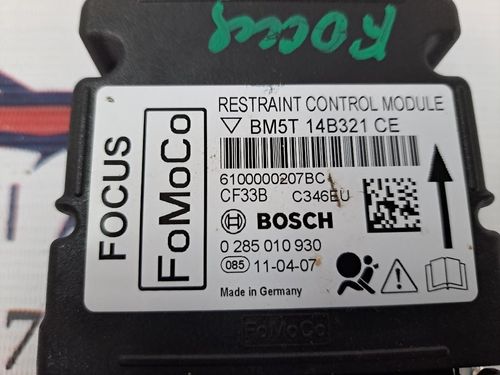 Focus
RESTRAINT CONTROL MODULE
BM5T 14B321 CE
6100000207BC
CF33B C346EU
BOSCH
0 285 010 930
085 11-04-07
Made in Germany
FOCUS
FoMoCo
FoMoCo